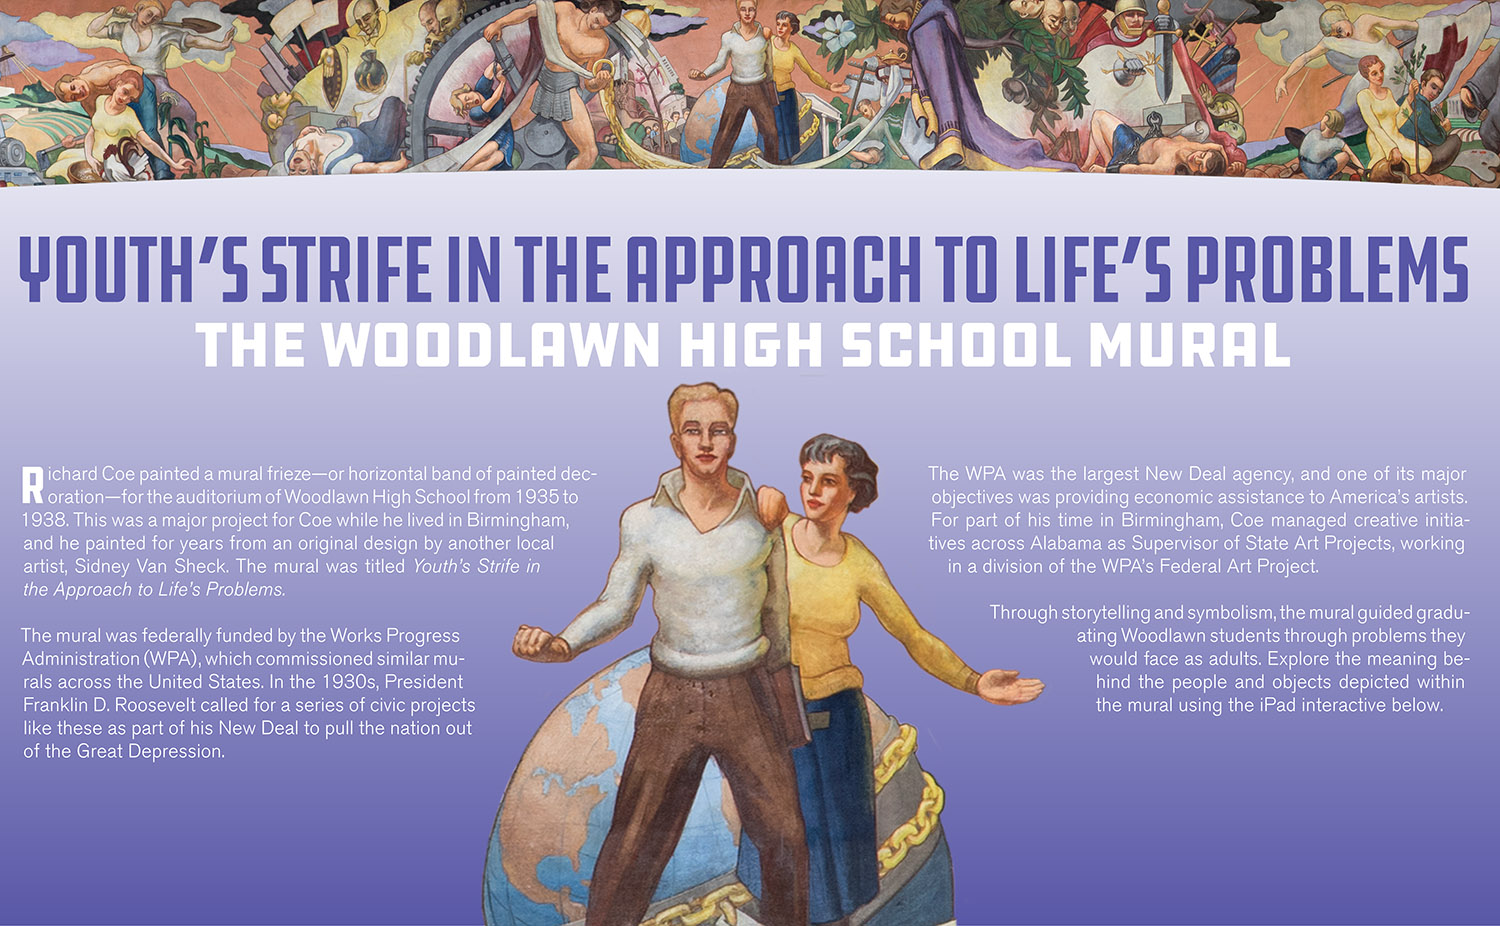 YOUTH'S STRIFE IN THE APPROACH TO LIFE'S PROBLEMS
THE WOODLAWN HIGH SCHOOL MURAL
Richard Coe painted a mural frieze—or horizontal band of painted dec-
oration—for the auditorium of Woodlawn High School from 1935 to
1938. This was a major project for Coe while he lived in Birmingham,
and he painted for years from an original design by another local
artist, Sidney Van Sheck. The mural was titled Youth's Strife in
the Approach to Life's Problems.
The mural was federally funded by the Works Progress
Administration (WPA), which commissioned similar mu-
rals across the United States. In the 1930s, President
Franklin D. Roosevelt called for a series of civic projects
like these as part of his New Deal to pull the nation out
of the Great Depression.
The WPA was the largest New Deal agency, and one of its major
objectives was providing economic assistance to America's artists.
For part of his time in Birmingham, Coe managed creative initia-
tives across Alabama as Supervisor of State Art Projects, working
in a division of the WPA's Federal Art Project.
Through storytelling and symbolism, the mural guided gradu-
ating Woodlawn students through problems they
would face as adults. Explore the meaning be-
hind the people and objects depicted within
the mural using the iPad interactive below.